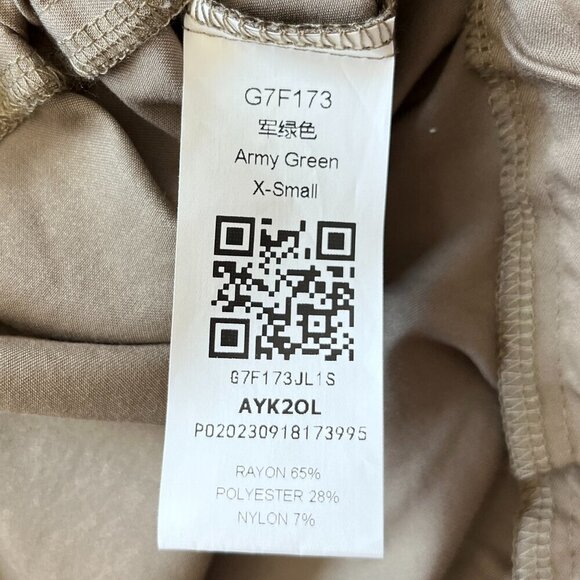 G7F173
军绿色
Army Green
X-Small
G7F173JL1S
AYK2OL
P020230918173995
RAYON 65%
POLYESTER 28%
NYLON 7%